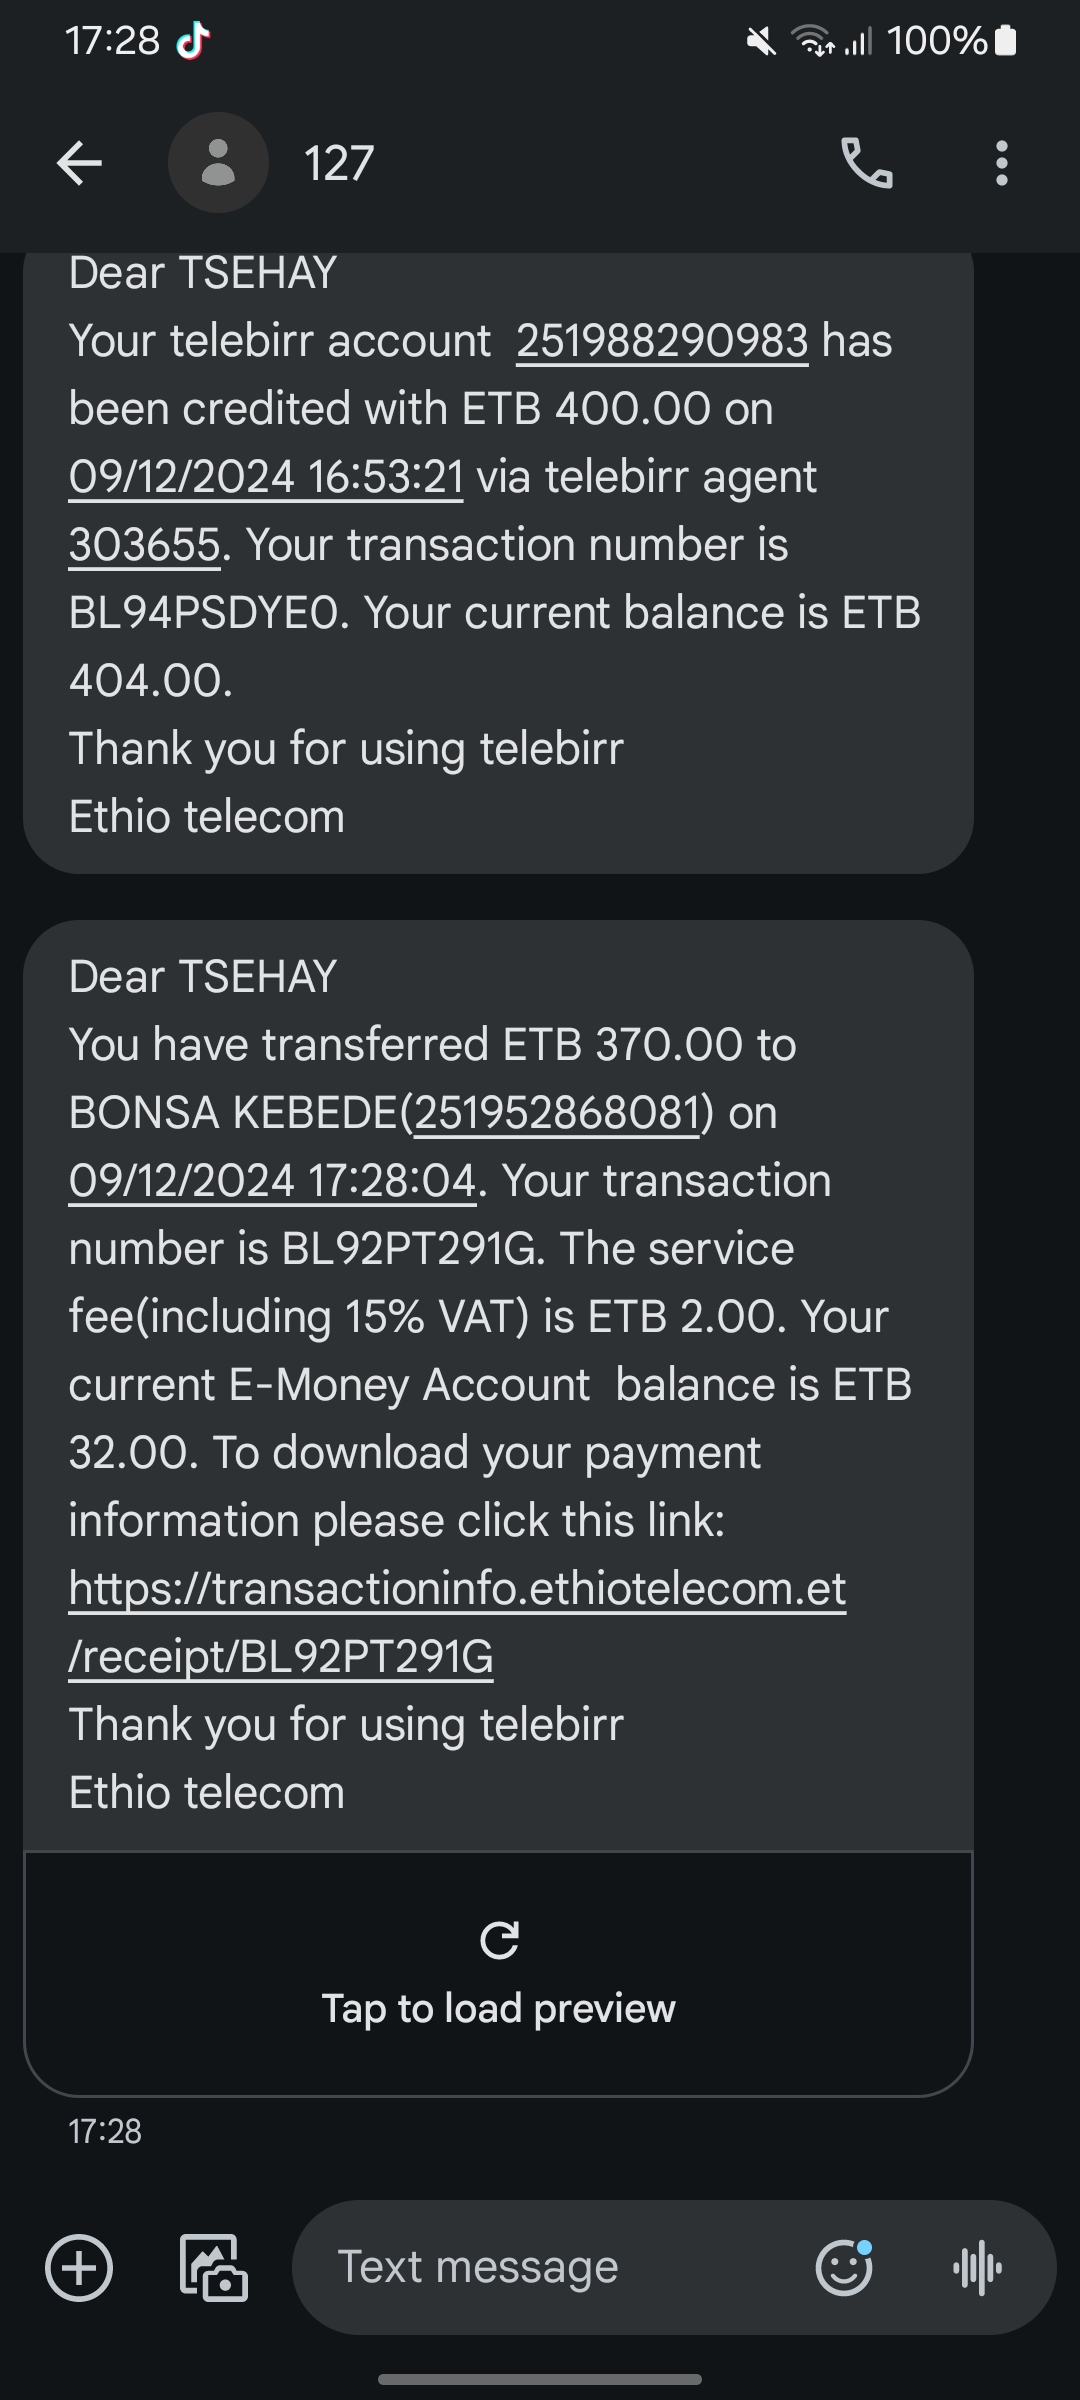 17:28 100%
127
Dear TSEHAY
Your telebirr account  251988290983 has
been credited with ETB 400.00 on
09/12/2024 16:53:21 via telebirr agent
303655. Your transaction number is
BL94PSDYE0. Your current balance is ETB
404.00.
Thank you for using telebirr
Ethio telecom
Dear TSEHAY
You have transferred ETB 370.00 to
BONSA KEBEDE(251952868081) on
09/12/2024 17:28:04. Your transaction
number is BL92PT291G. The service
fee(including 15% VAT) is ETB 2.00. Your
current E-Money Account  balance is ETB
32.00. To download your payment
information please click this link:
https://transactioninfo.ethiotelecom.et
/receipt/BL92PT291G
Thank you for using telebirr
Ethio telecom
Tap to load preview
17:28
Text message